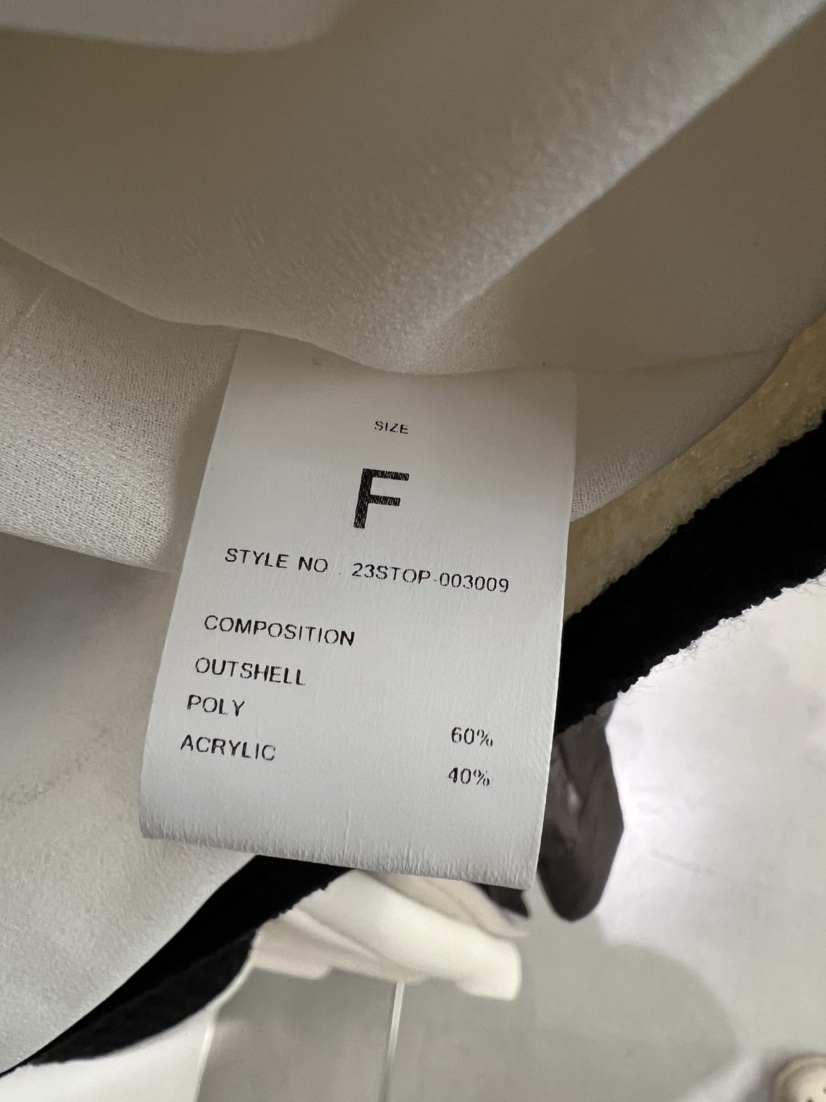 SIZE
F
STYLE NO . 23STOP-003009
COMPOSITION
OUTSHELL
POLY 60%
ACRYLIC 40%